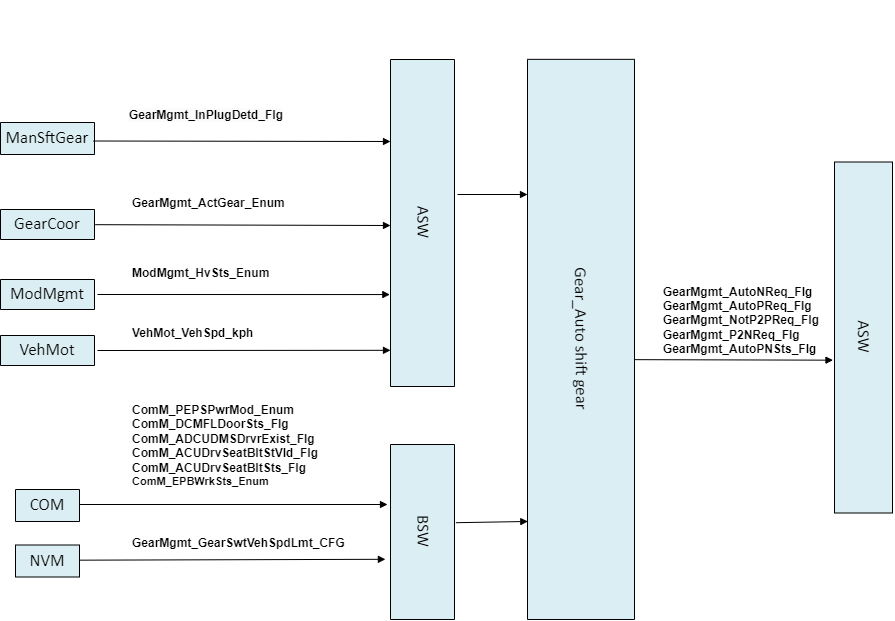 GearMgmt_InPlugDetd_Flg
ManSftGear
GearMgmt_ActGear_Enum
GearCoor
ModMgmt_HvSts_Enum
ModMgmt
VehMot_VehSpd_kph
VehMot
ASW
ComM_PEPSPwrMod_Enum
ComM_DCMFLDoorSts_Flg
ComM_ADCUDMSDrvrExist_Flg
ComM_ACUDrvSeatBltStVld_Flg
ComM_ACUDrvSeatBltSts_Flg
ComM_EPBWrkSts_Enum
COM
GearMgmt_GearSwtVehSpdLmt_CFG
NVM
BSW
Gear_Auto shift gear
GearMgmt_AutoNReq_Flg
GearMgmt_AutoPReq_Flg
GearMgmt_NotP2PReq_Flg
GearMgmt_P2NReq_Flg
GearMgmt_AutoPNSts_Flg
ASW